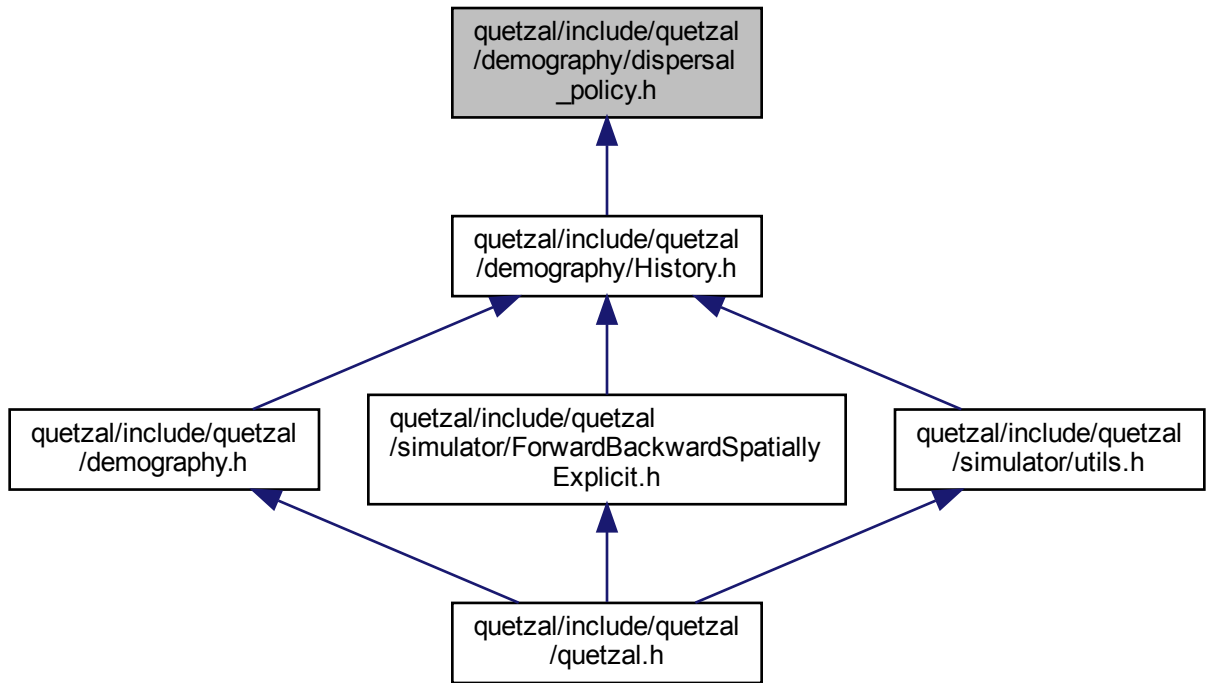 quetzal/include/quetzal
/demography/dispersal
_policy.h
quetzal/include/quetzal
/demography/History.h
quetzal/include/quetzal
/demography.h
quetzal/include/quetzal
/simulator/ForwardBackwardSpatially
Explicit.h
quetzal/include/quetzal
/simulator/utils.h
quetzal/include/quetzal
/quetzal.h